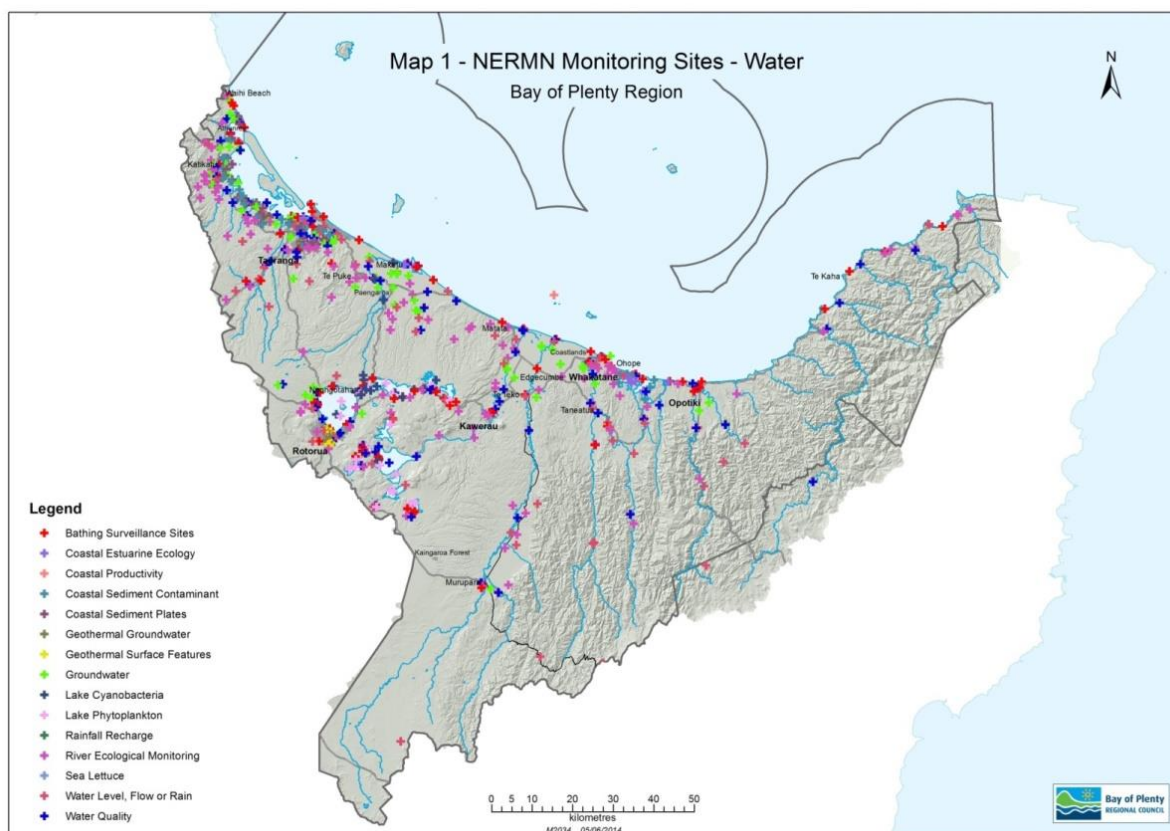 Map 1 - NERMN Monitoring Sites - Water
Bay of Plenty Region
N
Waihi Beach
Katikati
Tauranga
Te Puke
Maketu
Paengaroa
Matata
Coastlands
Ohope
Edgecumbe
Whakatane
Te Kaha
Opotiki
Taneatua
Kawerau
Rotorua
Kaingaroa Forest
Murupara
Legend
Bathing Surveillance Sites
Coastal Estuarine Ecology
Coastal Productivity
Coastal Sediment Contaminant
Coastal Sediment Plates
Geothermal Groundwater
Geothermal Surface Features
Groundwater
Lake Cyanobacteria
Lake Phytoplankton
Rainfall Recharge
River Ecological Monitoring
Sea Lettuce
Water Level, Flow or Rain
Water Quality
0 5 10 20 30 40 50
kilometres
M2034 05/06/2014
Bay of Plenty
REGIONAL COUNCIL